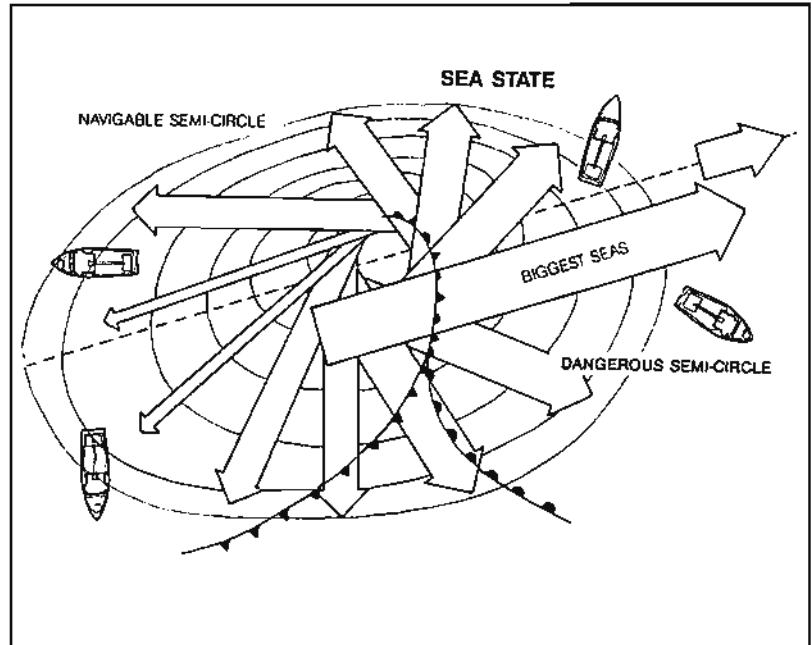 SEA STATE
NAVIGABLE SEMI-CIRCLE
BIGGEST SEAS
DANGEROUS SEMI-CIRCLE